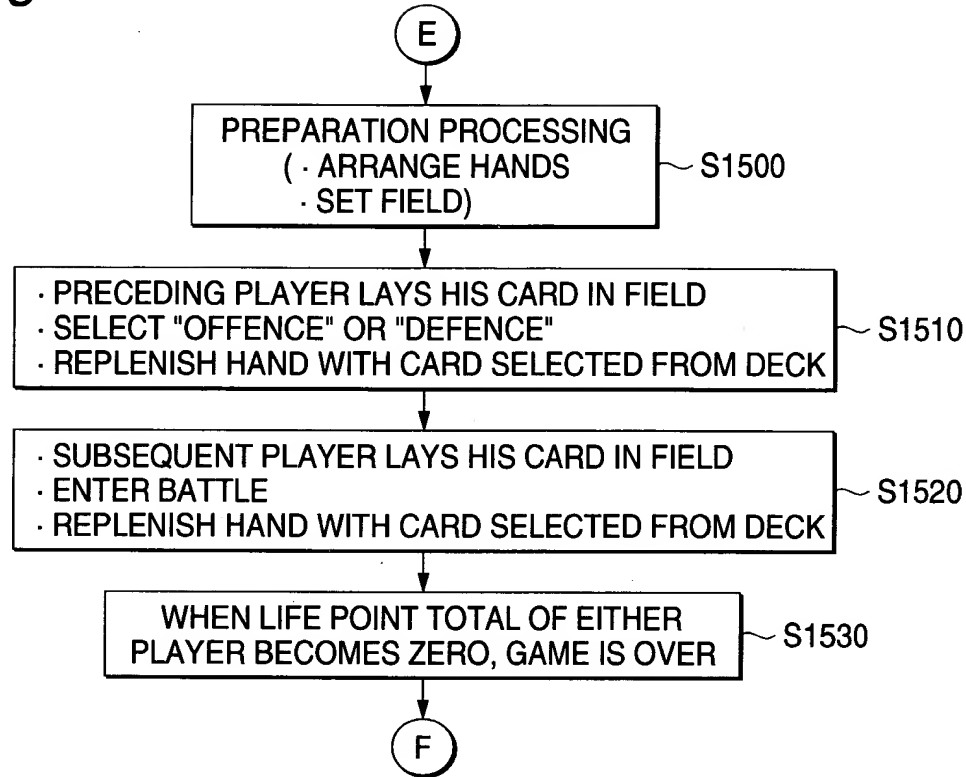 E
PREPARATION PROCESSING
( · ARRANGE HANDS
· SET FIELD)
S1500
· PRECEDING PLAYER LAYS HIS CARD IN FIELD
· SELECT "OFFENCE" OR "DEFENCE"
· REPLENISH HAND WITH CARD SELECTED FROM DECK
S1510
· SUBSEQUENT PLAYER LAYS HIS CARD IN FIELD
· ENTER BATTLE
· REPLENISH HAND WITH CARD SELECTED FROM DECK
S1520
WHEN LIFE POINT TOTAL OF EITHER
PLAYER BECOMES ZERO, GAME IS OVER
S1530
F